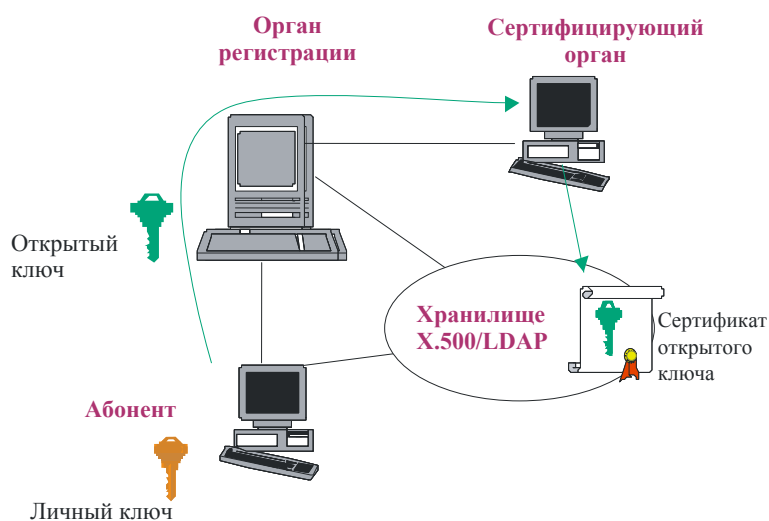 Орган
регистрации
Сертифицирующий
орган
Открытый
ключ
Хранилище
X.500/LDAP
Сертификат
открытого
ключа
Абонент
Личный ключ